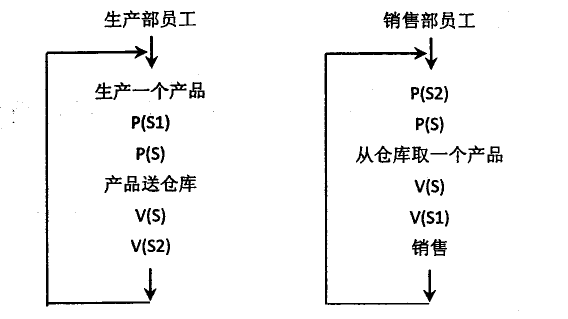 生产部员工
生产一个产品
P(S1)
P(S)
产品送仓库
V(S)
V(S2)
销售部员工
P(S2)
P(S)
从仓库取一个产品
V(S)
V(S1)
销售